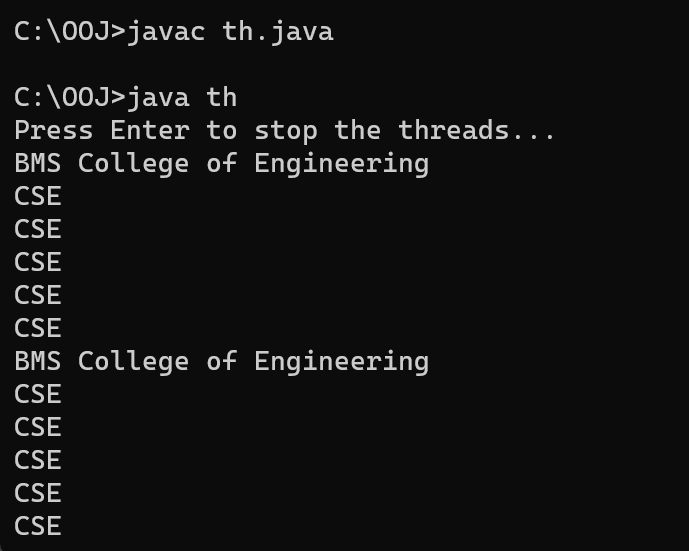 C:\OOJ>javac th.java
C:\OOJ>java th
Press Enter to stop the threads...
BMS College of Engineering
CSE
CSE
CSE
CSE
CSE
BMS College of Engineering
CSE
CSE
CSE
CSE
CSE